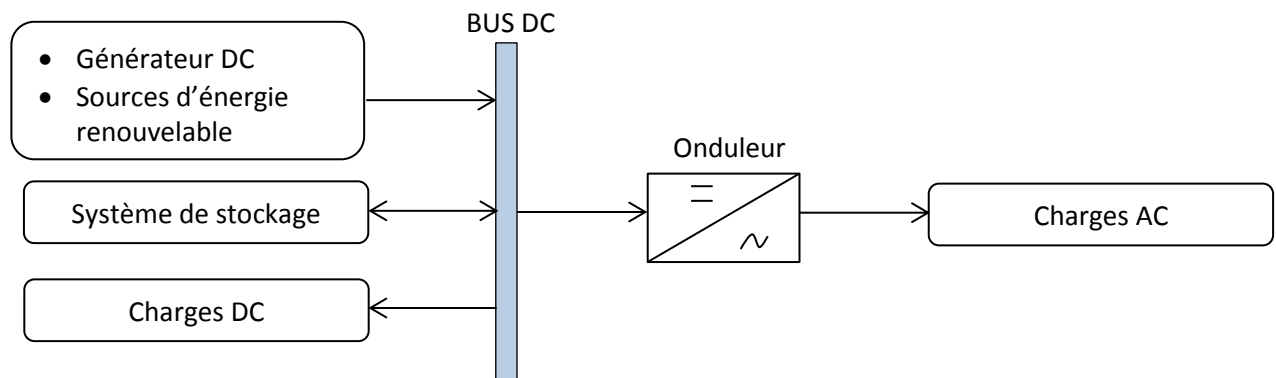 BUS DC
• Générateur DC
• Sources d'énergie
renouvelable
Onduleur
Système de stockage
Charges AC
Charges DC